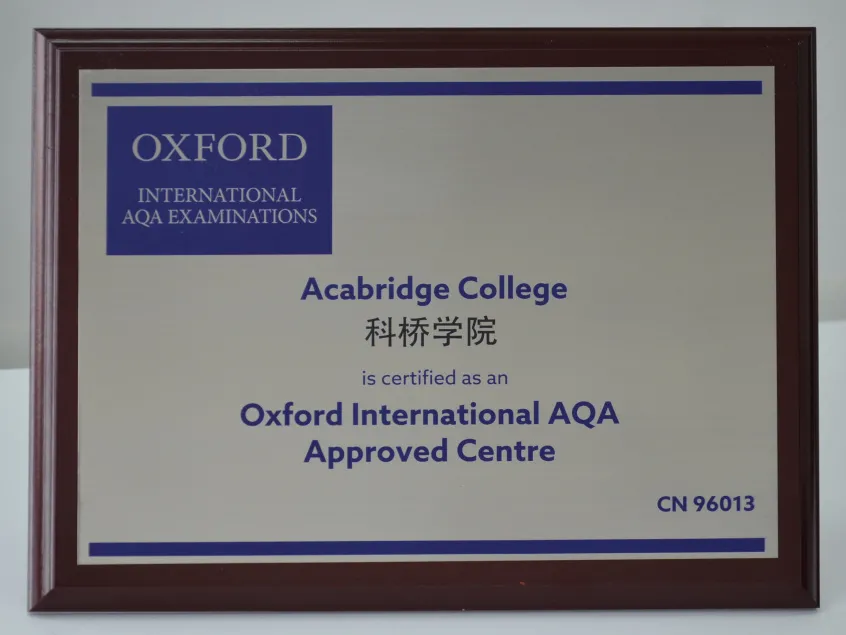 OXFORD
INTERNATIONAL
AQA EXAMINATIONS
Acabridge College
科桥学院
is certified as an
Oxford International AQA
Approved Centre
CN 96013